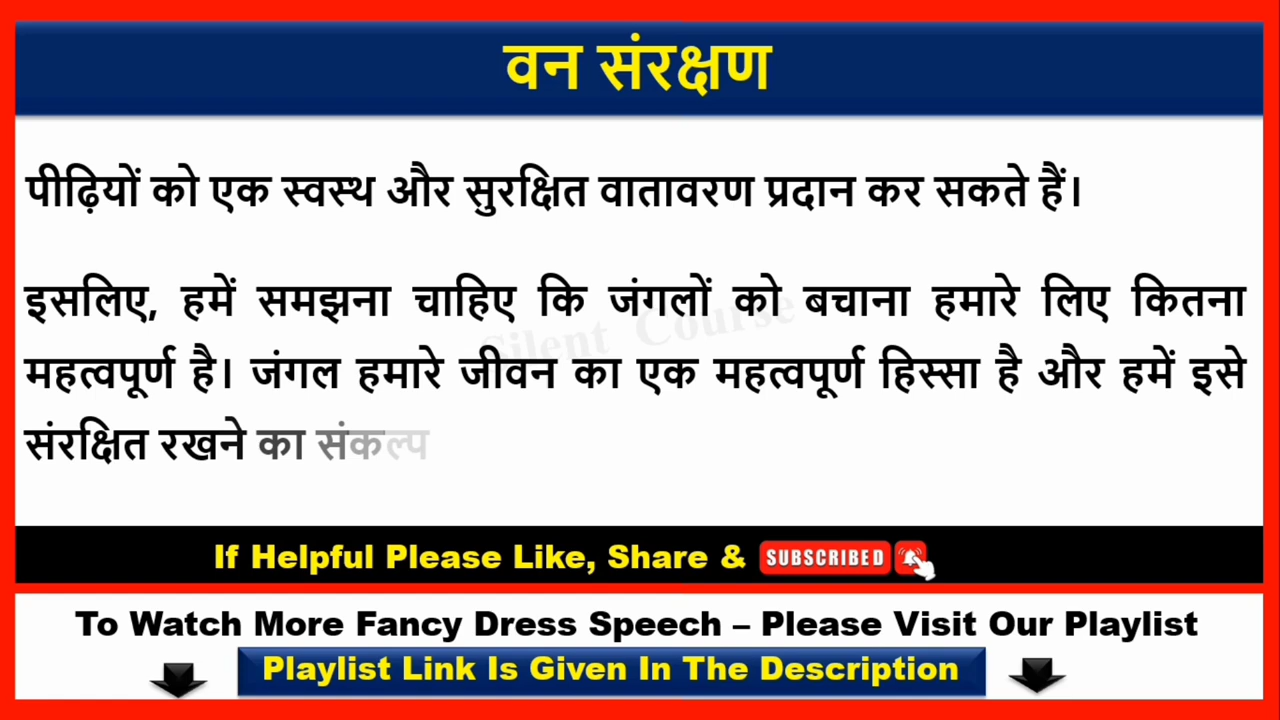 वन संरक्षण
पीढ़ियों को एक स्वस्थ और सुरक्षित वातावरण प्रदान कर सकते हैं।
इसलिए, हमें समझना चाहिए कि जंगलों को बचाना हमारे लिए कितना
महत्वपूर्ण है। जंगल हमारे जीवन का एक महत्वपूर्ण हिस्सा है और हमें इसे
संरक्षित रखने का संकल्प
Silent Course
If Helpful Please Like, Share & SUBSCRIBED
To Watch More Fancy Dress Speech – Please Visit Our Playlist
Playlist Link Is Given In The Description